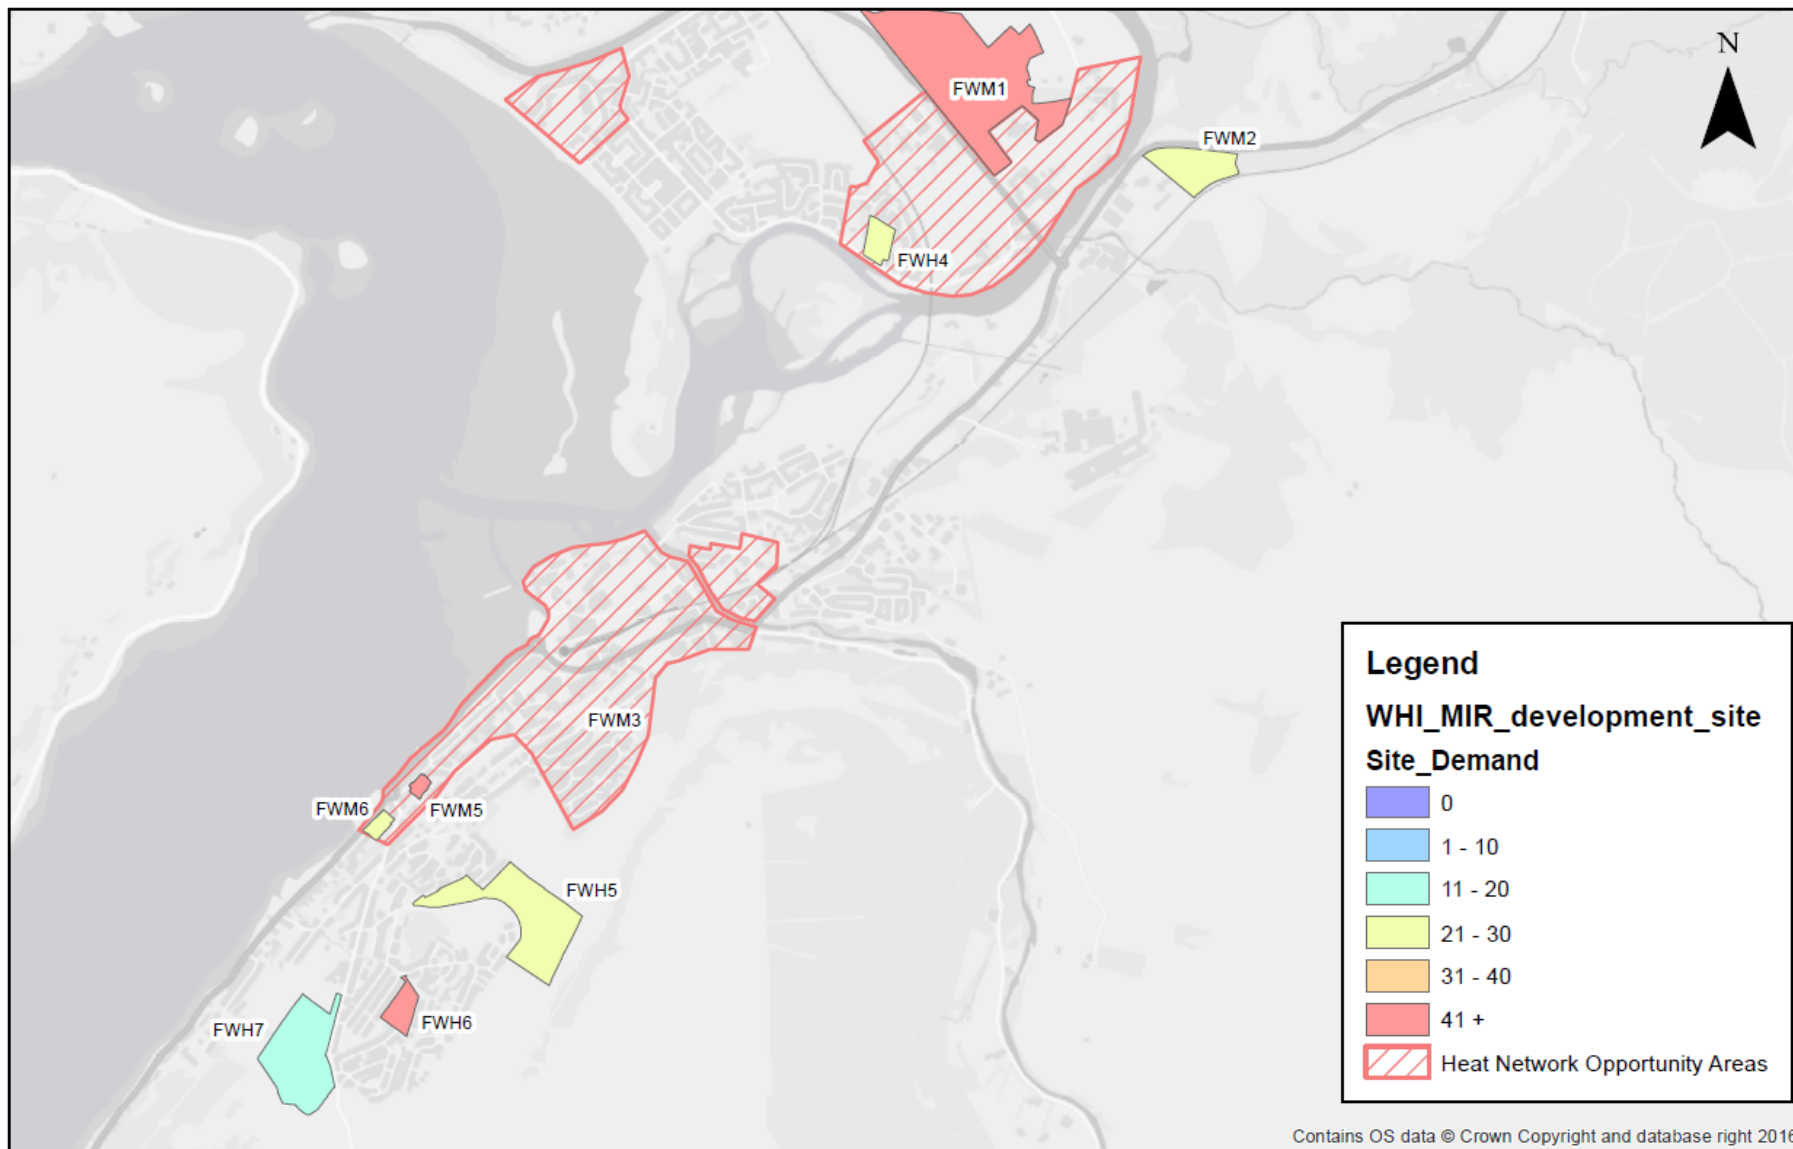 N
FWM1
FWM2
FWH4
FWM3
FWM6
FWM5
FWH5
FWH7
FWH6
Legend
WHI_MIR_development_site
Site_Demand
0
1 - 10
11 - 20
21 - 30
31 - 40
41 +
Heat Network Opportunity Areas
Contains OS data © Crown Copyright and database right 2016